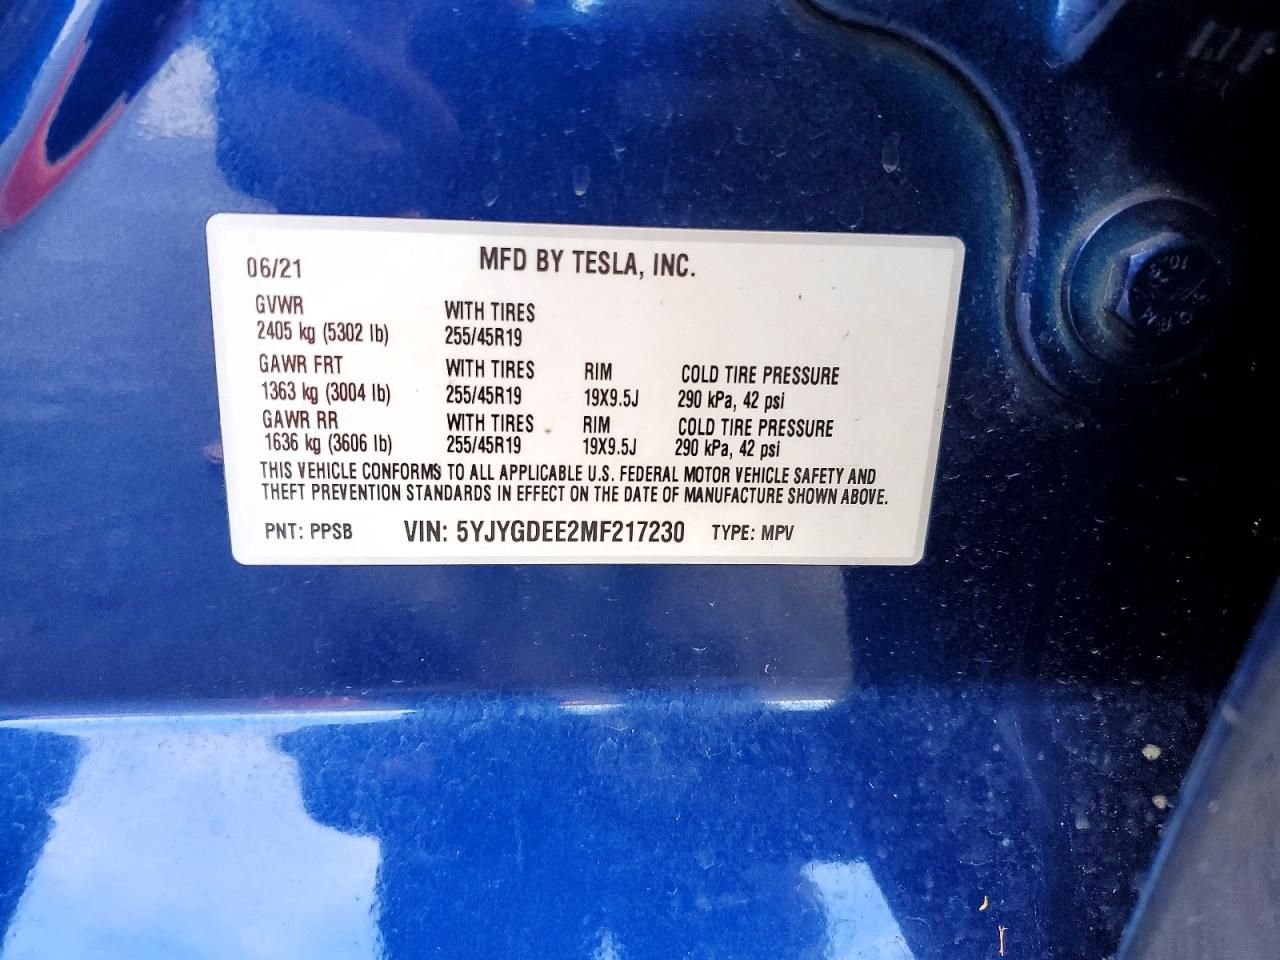 06/21 MFD BY TESLA, INC.
GVWR WITH TIRES
2405 kg (5302 lb) 255/45R19
GAWR FRT WITH TIRES RIM COLD TIRE PRESSURE
1363 kg (3004 lb) 255/45R19 19X9.5J 290 kPa, 42 psi
GAWR RR WITH TIRES RIM COLD TIRE PRESSURE
1636 kg (3606 lb) 255/45R19 19X9.5J 290 kPa, 42 psi
THIS VEHICLE CONFORMS TO ALL APPLICABLE U.S. FEDERAL MOTOR VEHICLE SAFETY AND
THEFT PREVENTION STANDARDS IN EFFECT ON THE DATE OF MANUFACTURE SHOWN ABOVE.
PNT: PPSB VIN: 5YJYGDEE2MF217230 TYPE: MPV